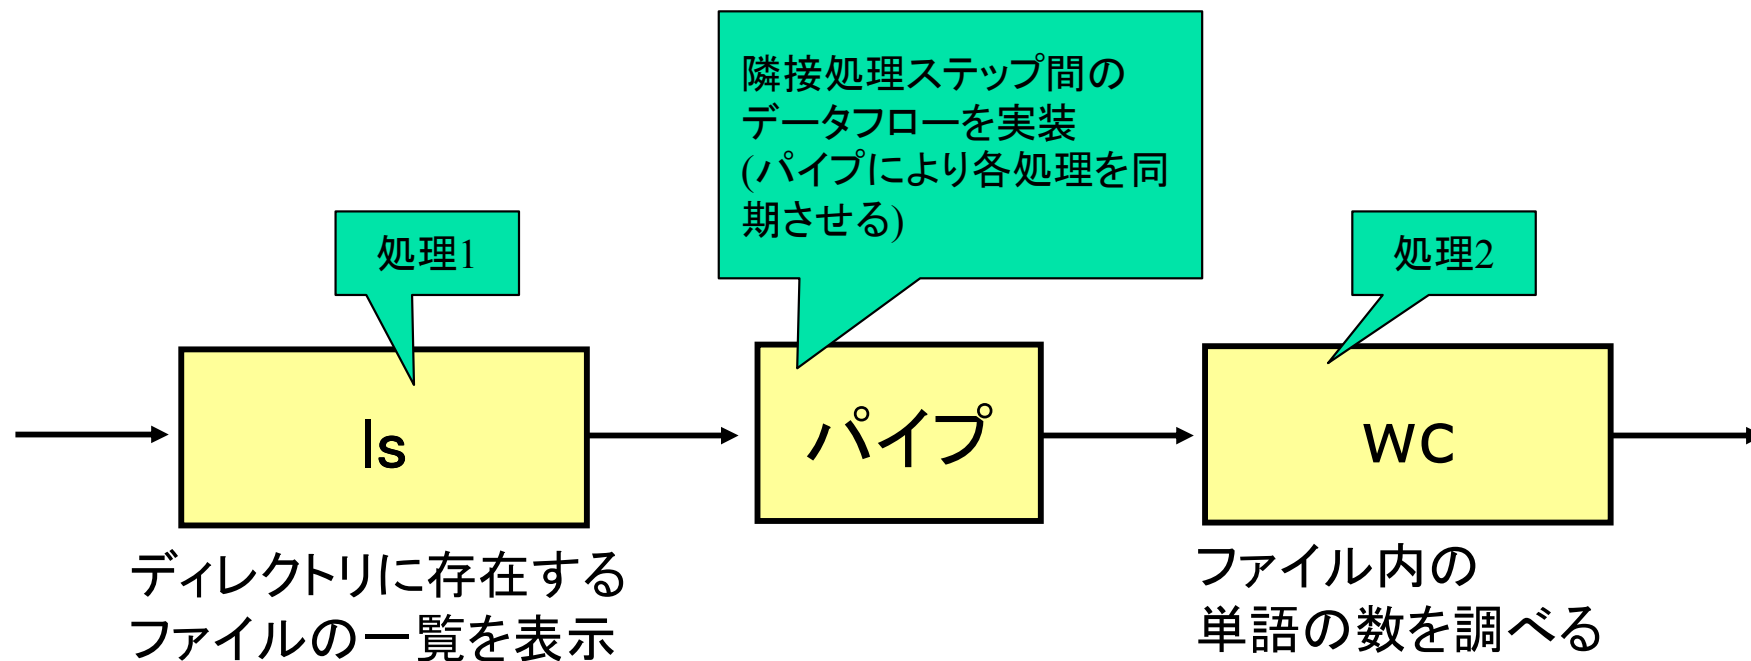 隣接処理ステップ間の
データフローを実装
(パイプにより各処理を同
期させる)
処理1
処理2
ls
パイプ
wc
ディレクトリに存在する
ファイルの一覧を表示
ファイル内の
単語の数を調べる